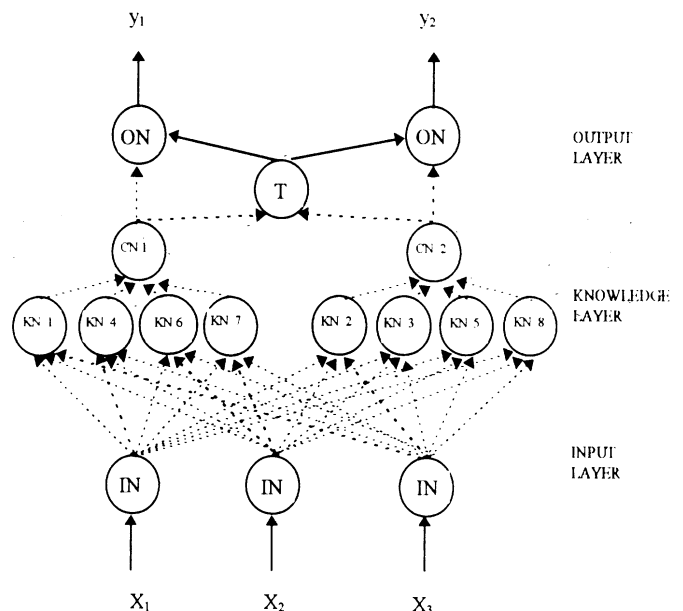 y1 y2
ON ON
OUTPUT
LAYER
T
CN 1 CN 2
KN 1 KN 4 KN 6 KN 7 KN 2 KN 3 KN 5 KN 8
KNOWLEDGE
LAYER
IN IN IN
INPUT
LAYER
X1 X2 X3